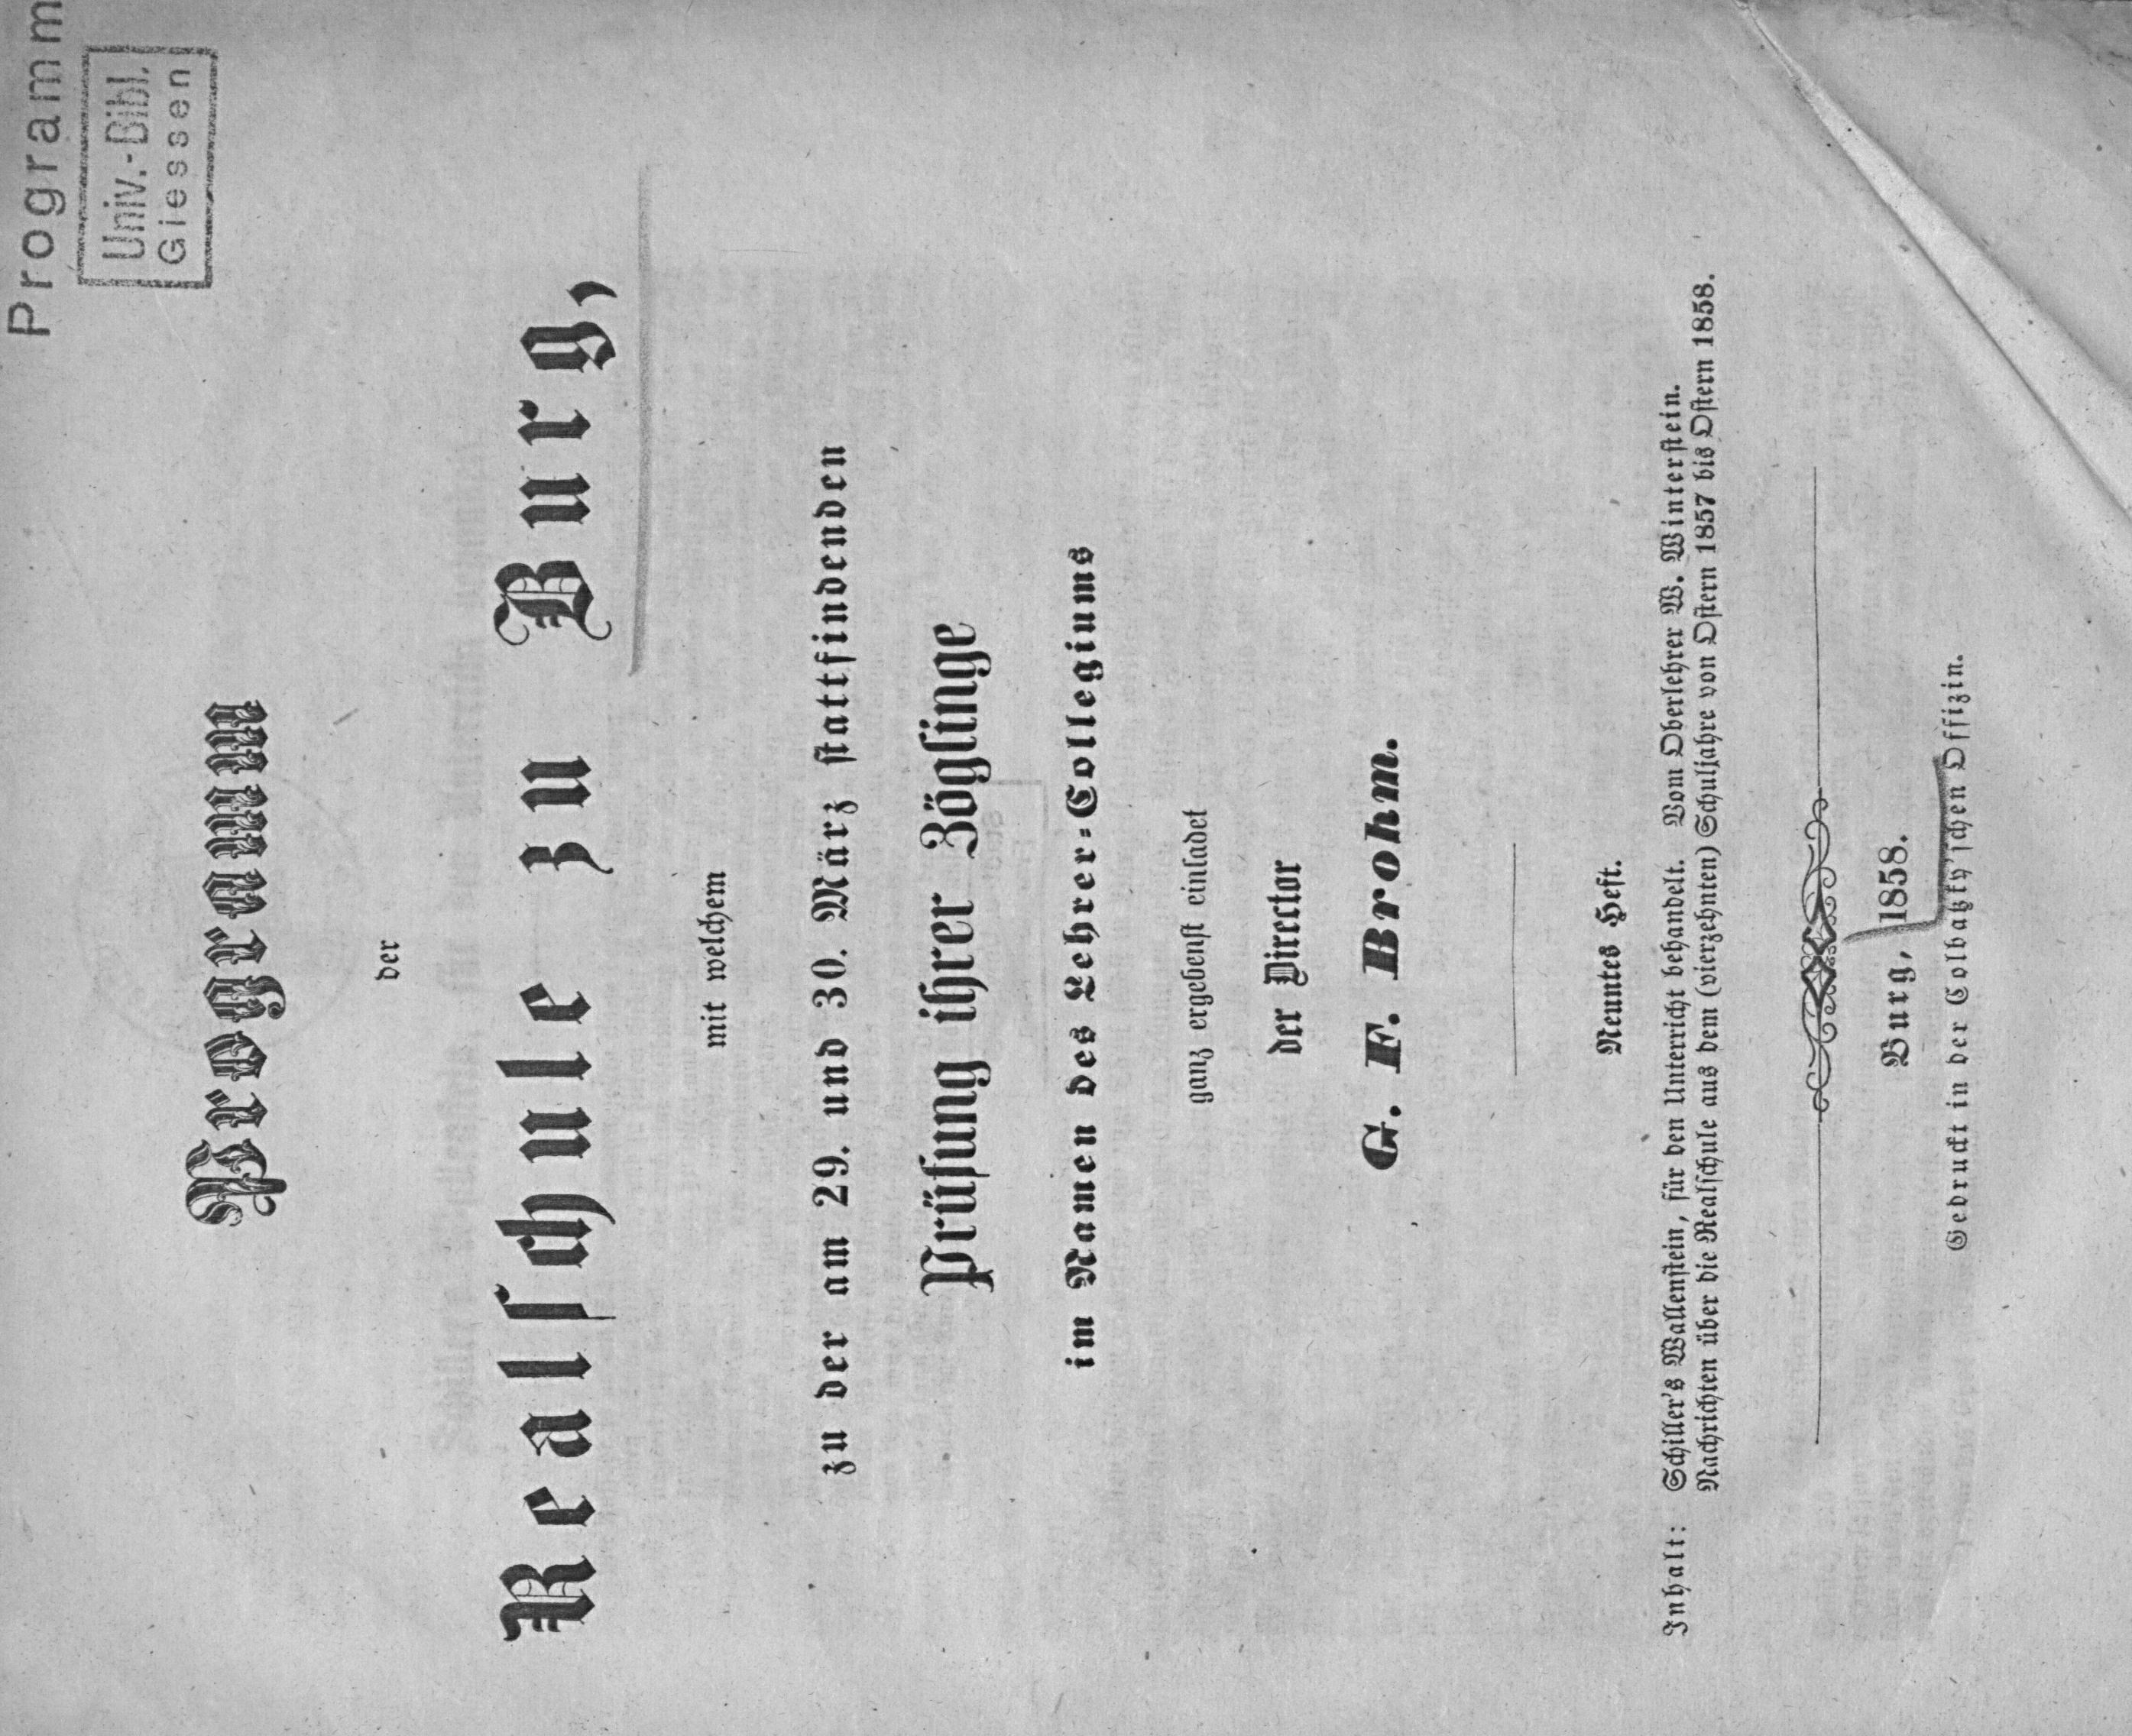 Programm
Univ.-Bibl.
Giessen
Programm
der
Realschule zu Burg,
mit welchem
zu der am 29. und 30. März stattfindenden
Prüfung ihrer Zöglinge
im Namen des Lehrer-Collegiums
ganz ergebenst einladet
der Director
G. F. Brohm.
Neuntes Heft.
Inhalt: Schiller's Wallenstein, für den Unterricht behandelt. Vom Oberlehrer W. Winterstein.
Nachrichten über die Realschule aus dem (vierzehnten) Schuljahre von Ostern 1857 bis Ostern 1858.
Burg, 1858.
Gedruckt in der Colbatzky'schen Offizin.